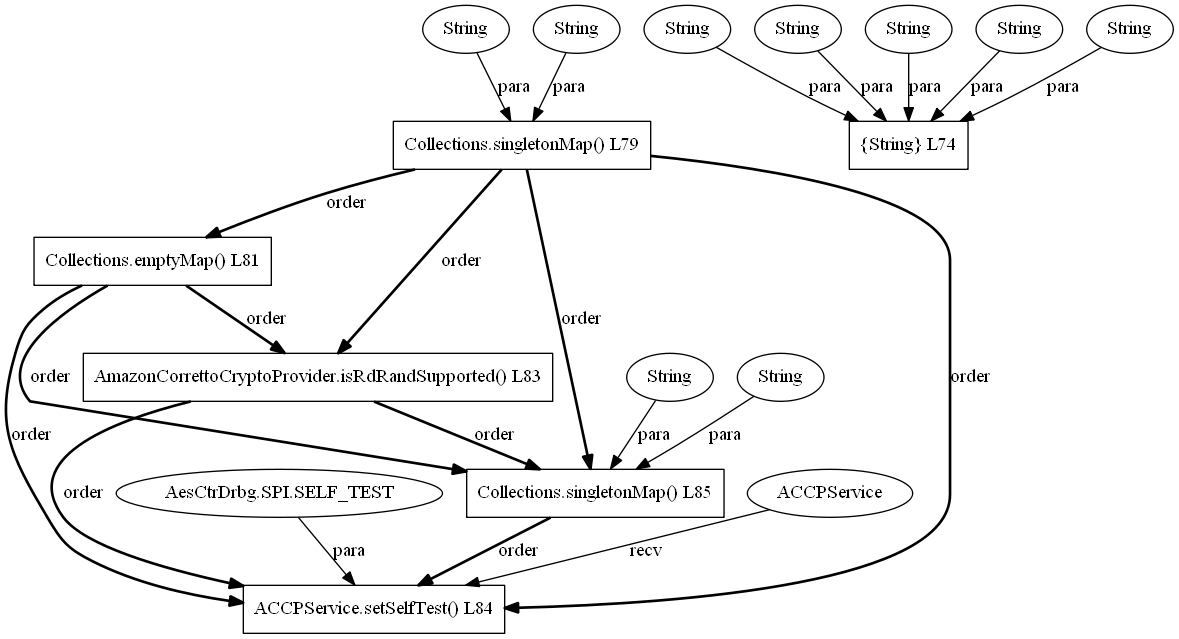 String String String String String String String
para para para para para para para
Collections.singletonMap() L79 {String} L74
order
Collections.emptyMap() L81 order
order order
order AmazonCorrettoCryptoProvider.isRdRandSupported() L83 String String order
order order para para
order AesCtrDrbg.SPI.SELF_TEST Collections.singletonMap() L85 ACCPService
para order recv
ACCPService.setSelfTest() L84